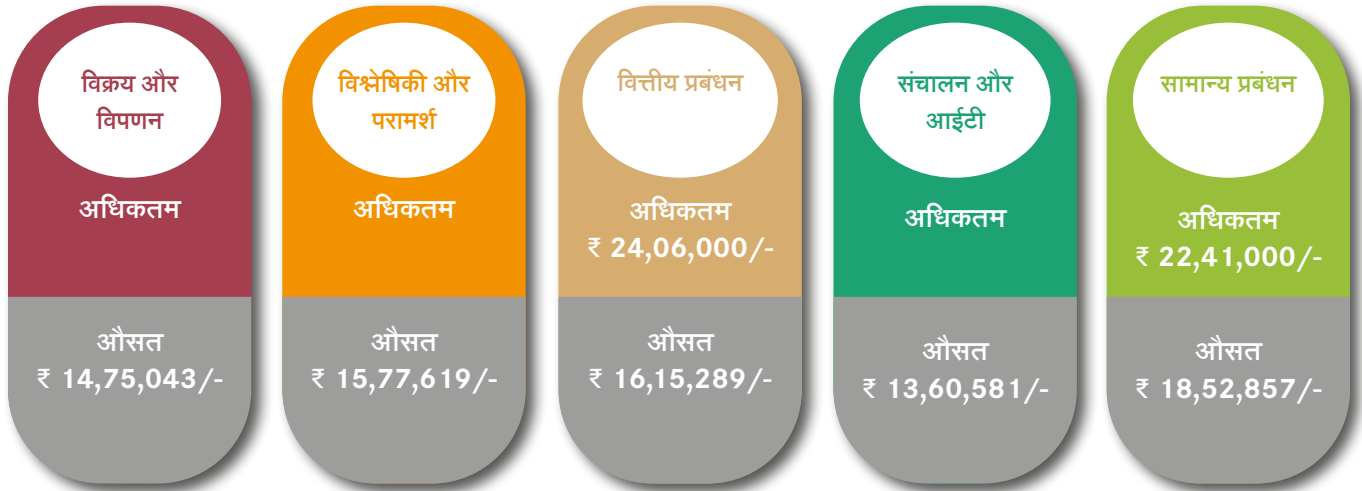 विक्रय और
विपणन
अधिकतम
औसत
₹ 14,75,043/-
विश्लेषिकी और
परामर्श
अधिकतम
औसत
₹ 15,77,619/-
वित्तीय प्रबंधन
अधिकतम
₹ 24,06,000/-
औसत
₹ 16,15,289/-
संचालन और
आईटी
अधिकतम
औसत
₹ 13,60,581/-
सामान्य प्रबंधन
अधिकतम
₹ 22,41,000/-
औसत
₹ 18,52,857/-